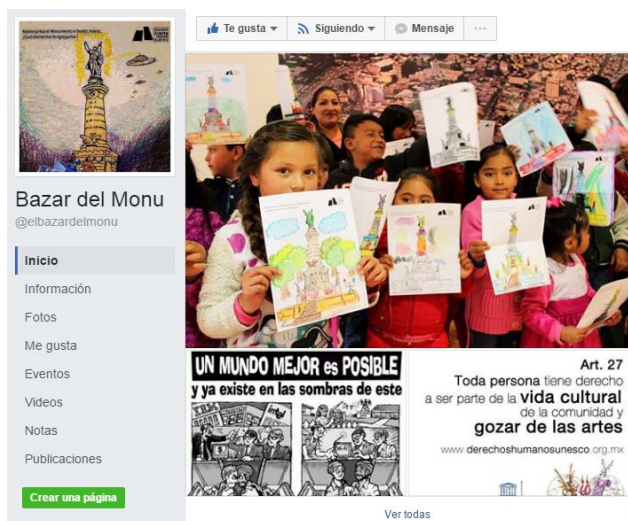 Te gusta
Siguiendo
Mensaje
Bazar del Monu
@elbazardelmonu
Inicio
Información
Fotos
Me gusta
Eventos
Videos
Notas
Publicaciones
Crear una página
UN MUNDO MEJOR es POSIBLE
y ya existe en las sombras de este
Art. 27
Toda persona tiene derecho
a ser parte de la vida cultural
de la comunidad y
gozar de las artes
www.derechoshumanosunesco.org.mx
Ver todas